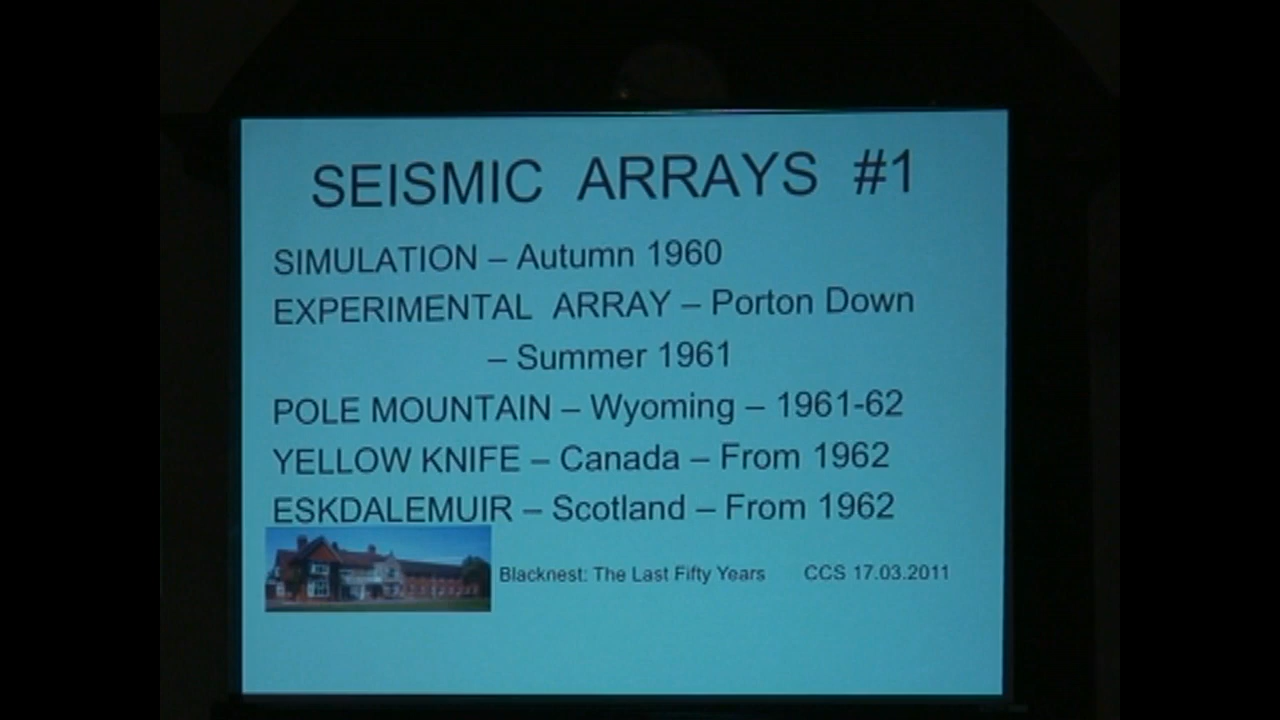 SEISMIC ARRAYS #1
SIMULATION – Autumn 1960
EXPERIMENTAL ARRAY – Porton Down
– Summer 1961
POLE MOUNTAIN – Wyoming – 1961-62
YELLOW KNIFE – Canada – From 1962
ESKDALEMUIR – Scotland – From 1962
Blacknest: The Last Fifty Years CCS 17.03.2011